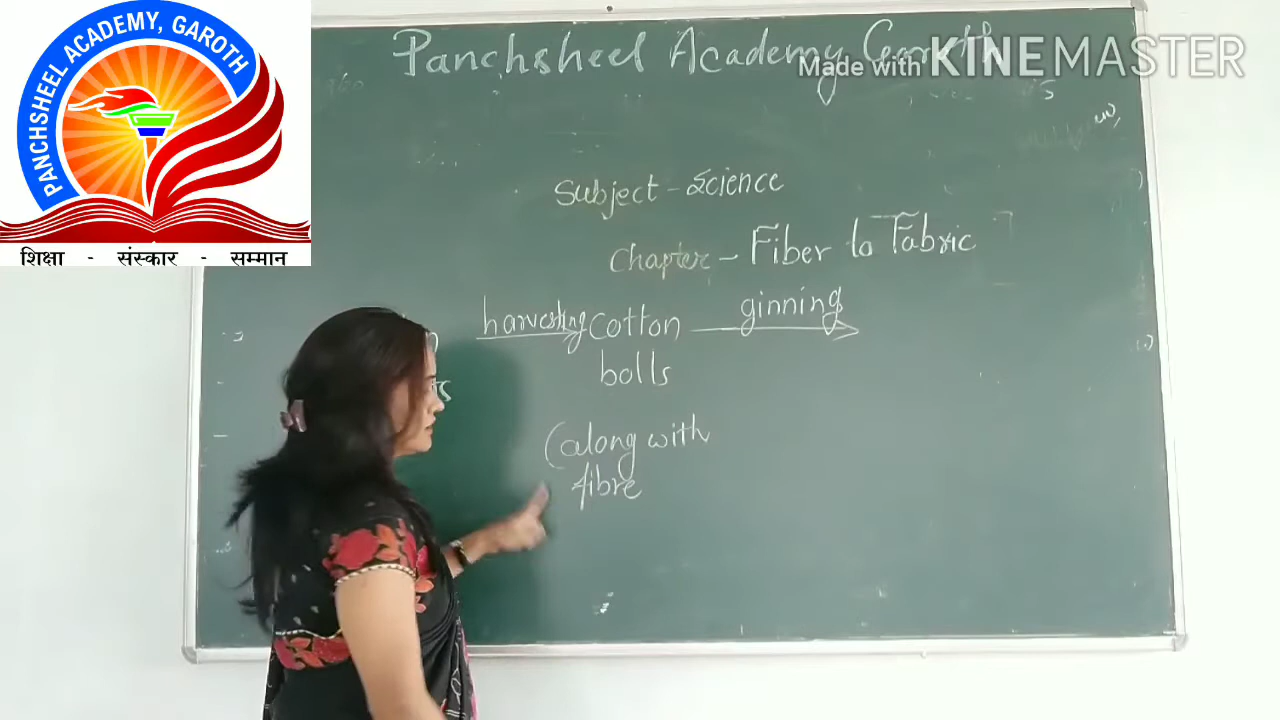 PANCHSHEEL ACADEMY, GAROTH
शिक्षा - संस्कार - सम्मान
Panchsheel Academy Garoth
Made with KINEMASTER
Subject - Science
Chapter - Fiber to Fabric
harvesting Cotton ginning
bolls
(along with
fibre